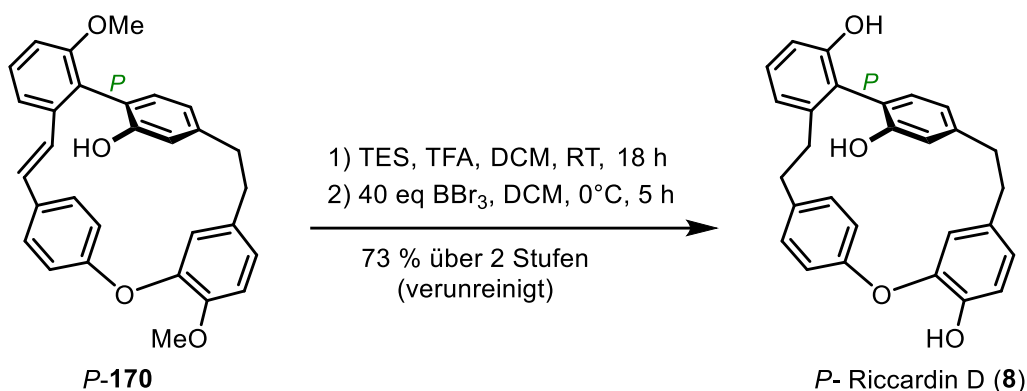 OMe
OH
P
P
HO
HO
1) TES, TFA, DCM, RT, 18 h
2) 40 eq BBr₃, DCM, 0°C, 5 h
73 % über 2 Stufen
(verunreinigt)
O
O
MeO
HO
P-170
P- Riccardin D (8)